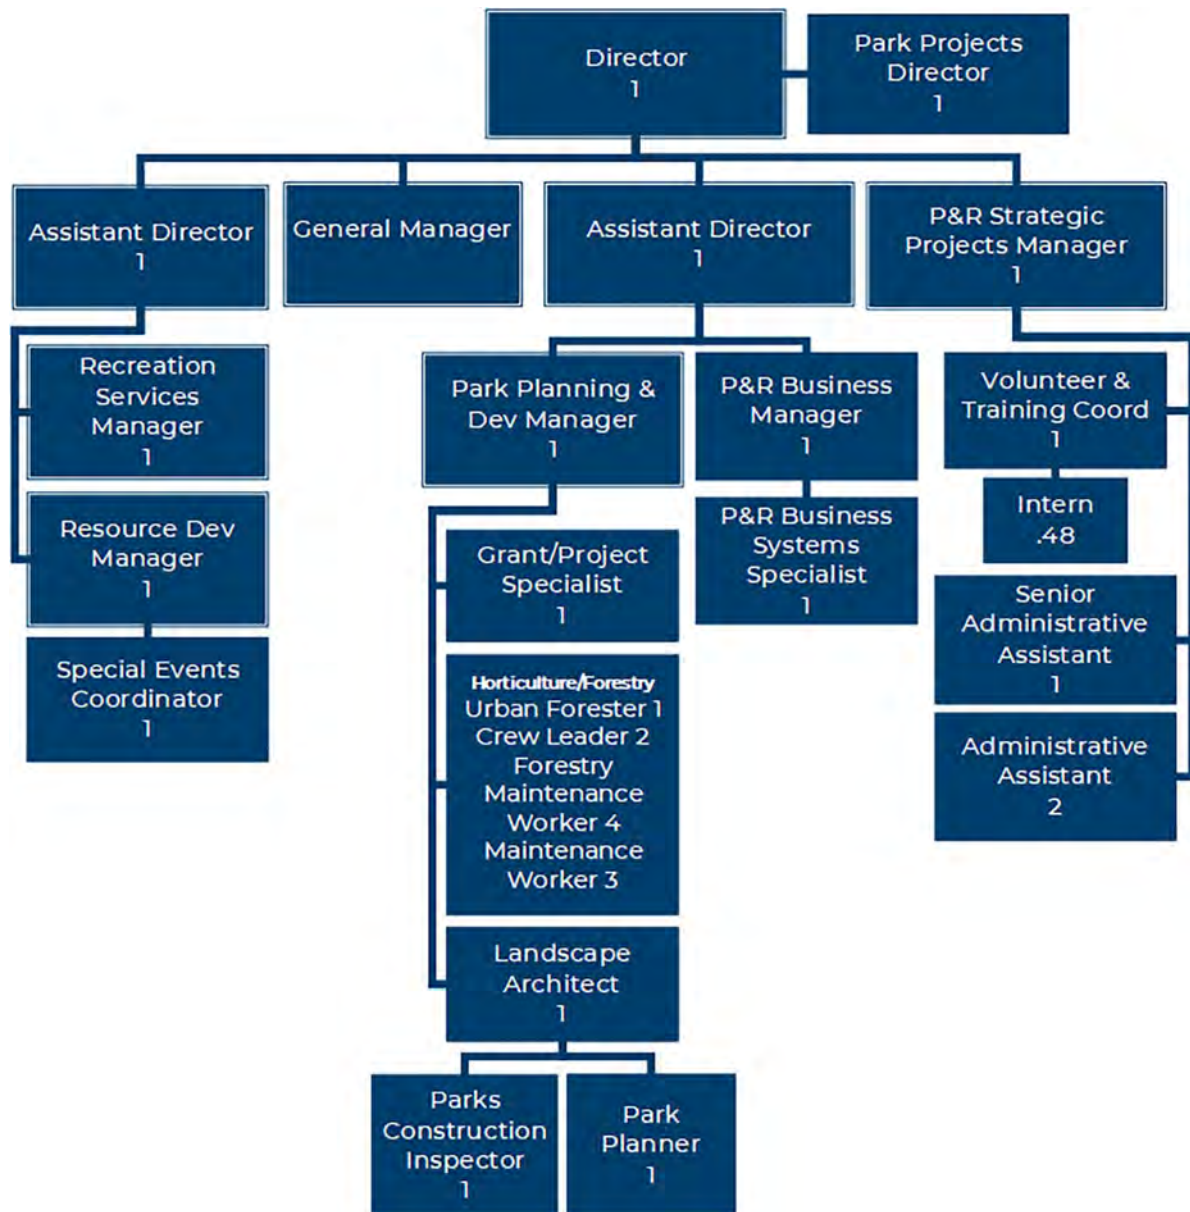 Director
1
Park Projects
Director
1
Assistant Director
1
General Manager
Assistant Director
1
P&R Strategic
Projects Manager
1
Recreation
Services
Manager
1
Resource Dev
Manager
1
Special Events
Coordinator
1
Park Planning &
Dev Manager
1
P&R Business
Manager
1
P&R Business
Systems
Specialist
1
Grant/Project
Specialist
1
Horticulture/Forestry
Urban Forester 1
Crew Leader 2
Forestry
Maintenance
Worker 4
Maintenance
Worker 3
Landscape
Architect
1
Parks
Construction
Inspector
1
Park
Planner
1
Volunteer &
Training Coord
1
Intern
.48
Senior
Administrative
Assistant
1
Administrative
Assistant
2